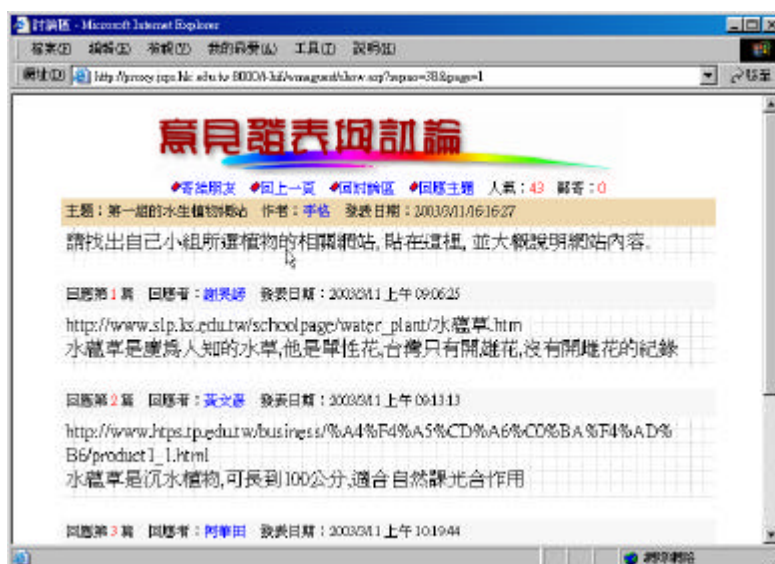 討論區 - Microsoft Internet Explorer
檔案(F) 編輯(E) 檢視(V) 我的最愛(A) 工具(T) 說明(H)
網址(D) 移至
意見發表與討論
寄給朋友 回上一頁 回討論區 回應主題 人氣：43 郵寄：0
主題：第一組的水生植物網站 作者： 發表日期：2003/3/11/16:16:27
請找出自己小組所選植物的相關網站, 貼在這裡, 並大概說明網站內容.
回應第1篇 回應者： 發表日期：2003/3/11 上午 09:06:25
http://www.slp.ks.edu.tw/schoolpage/water_plant/水蘊草.htm
水蘊草是廣為人知的水草,他是單性花,台灣只有開雄花,沒有開雌花的紀錄
回應第2篇 回應者： 發表日期：2003/3/11 上午 09:13:13
http://www.htps.tp.edu.tw/business/%A4%F4%A5%CD%A6%C0%BA%F4%AD%
B6/product1_1.html
水蘊草是沉水植物,可長到100公分,適合自然課光合作用
回應第3篇 回應者：阿華田 發表日期：2003/3/11 上午 10:19:44
網際網路